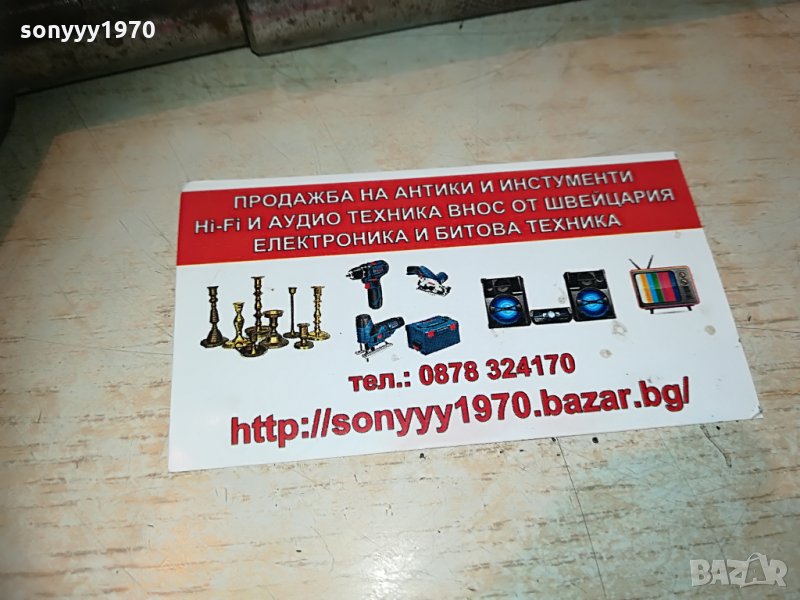 sonyyy1970
ПРОДАЖБА НА АНТИКИ И ИНСТУМЕНТИ
Hi-Fi И АУДИО ТЕХНИКА ВНОС ОТ ШВЕЙЦАРИЯ
ЕЛЕКТРОНИКА И БИТОВА ТЕХНИКА
тел.: 0878 324170
http://sonyyy1970.bazar.bg/
BAZAR